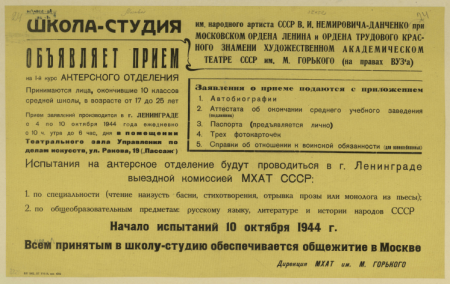 ШКОЛА-СТУДИЯ
им. народного артиста СССР В. И. НЕМИРОВИЧА-ДАНЧЕНКО при
МОСКОВСКОМ ОРДЕНА ЛЕНИНА и ОРДЕНА ТРУДОВОГО КРАС-
НОГО ЗНАМЕНИ ХУДОЖЕСТВЕННОМ АКАДЕМИЧЕСКОМ
ТЕАТРЕ СССР им. М. ГОРЬКОГО (на правах ВУЗ'а)
ОБЪЯВЛЯЕТ ПРИЕМ
на 1-й курс АКТЕРСКОГО ОТДЕЛЕНИЯ
Принимаются лица, окончившие 10 классов
средней школы, в возрасте от 17 до 25 лет
Прием заявлений производится в г. ЛЕНИНГРАДЕ
с 4 по 10 октября 1944 года ежедневно
с 10 ч. утра до 6 час. дня в помещении
Театрального зала Управления по
делам искусств, ул. Ракова, 19 (Пассаж)
Заявления о приеме подаются с приложением
1. Автобиографии
2. Аттестата об окончании среднего учебного заведения
(подлинник)
3. Паспорта (предъявляется лично)
4. Трех фотокарточек
5. Справки об отношении к воинской обязанности (для военнообязанных)
Испытания на актерское отделение будут проводиться в г. Ленинграде
выездной комиссией МХАТ СССР:
1. по специальности (чтение наизусть басни, стихотворения, отрывка прозы или монолога из пьесы);
2. по общеобразовательным предметам: русскому языку, литературе и истории народов СССР
Начало испытаний 10 октября 1944 г.
Всем принятым в школу-студию обеспечивается общежитие в Москве
Дирекция МХАТ им. М. ГОРЬКОГО